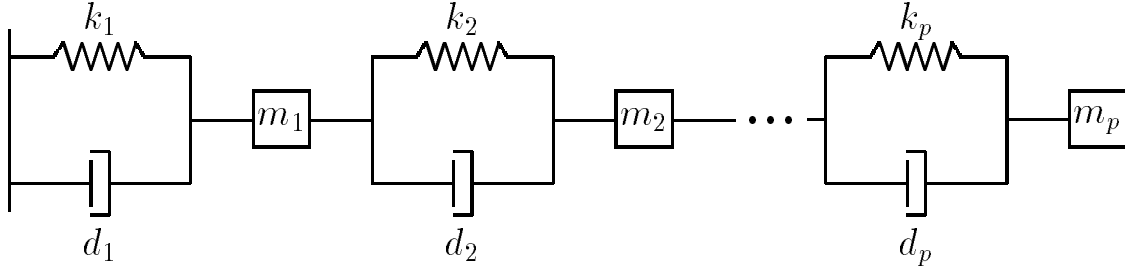 k₁ k₂ kₚ
m₁ m₂ ··· mₚ
d₁ d₂ dₚ